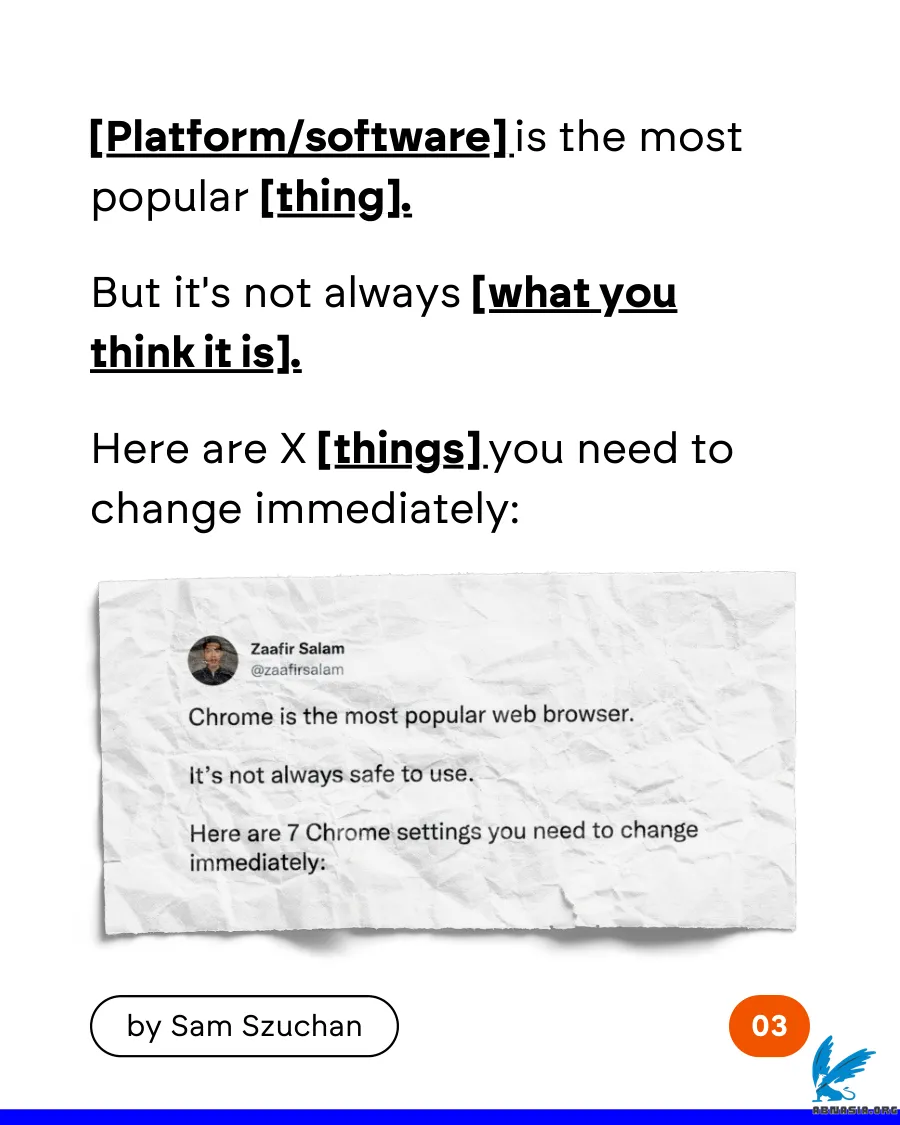 [Platform/software] is the most
popular [thing].
But it's not always [what you
think it is].
Here are X [things] you need to
change immediately:
Zaafir Salam
@zaafirsalam
Chrome is the most popular web browser.
It’s not always safe to use.
Here are 7 Chrome settings you need to change
immediately:
by Sam Szuchan
03
ABINASIA.ORG